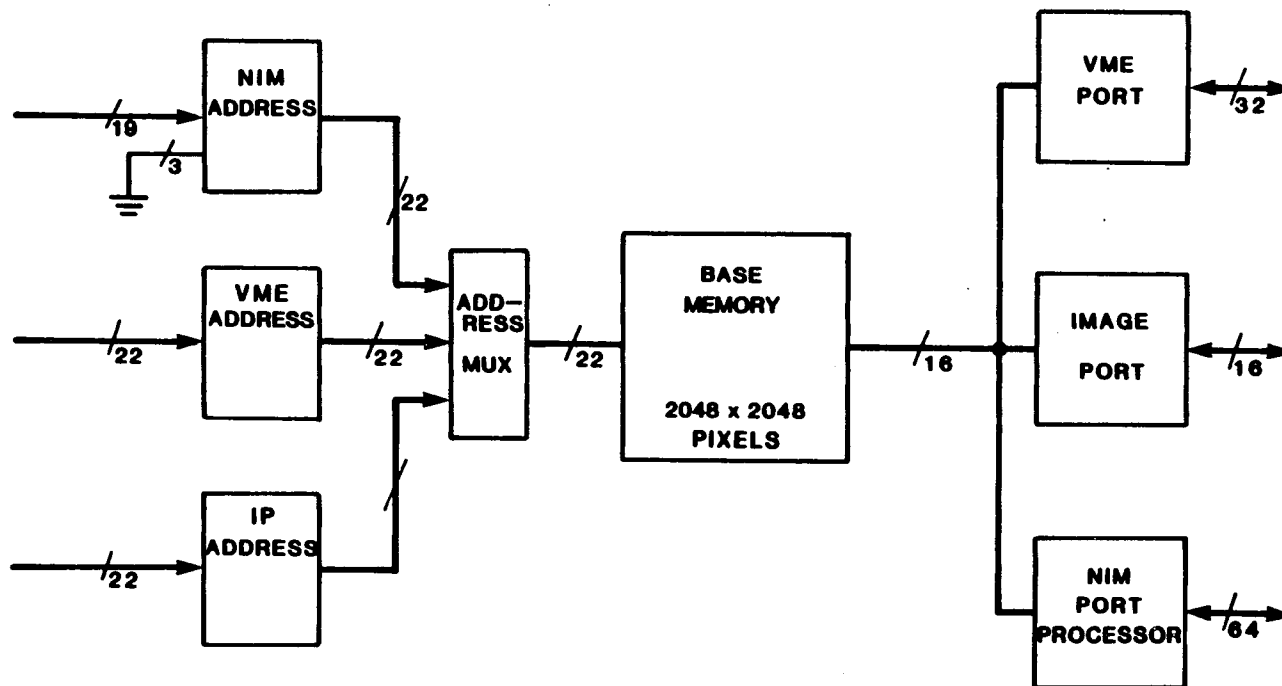 NIM
ADDRESS
19
3
22
VME
ADDRESS
22
22
IP
ADDRESS
22
ADD—
RESS
MUX
22
BASE
MEMORY
2048 x 2048
PIXELS
16
VME
PORT
32
IMAGE
PORT
16
NIM
PORT
PROCESSOR
64